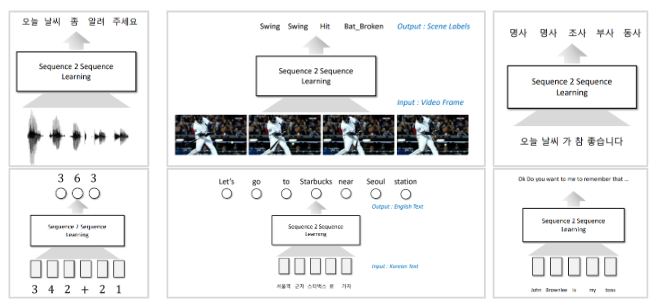 오늘 날씨 좀 알려 주세요
Sequence 2 Sequence
Learning
Swing Swing Hit Bat_Broken
Output : Scene Labels
Sequence 2 Sequence
Learning
Input : Video Frame
명사 명사 조사 부사 동사
Sequence 2 Sequence
Learning
오늘 날씨 가 참 좋습니다
3 6 3
Sequence 2 Sequence
Learning
3 4 2 + 2 1
Let's go to Starbucks near Seoul station
Output : English Text
Sequence 2 Sequence
Learning
Input : Korean Text
서울역 근처 스타벅스 로 가자
Ok Do you want to me to remember that ...
Sequence 2 Sequence
Learning
John Brownlee is my boss